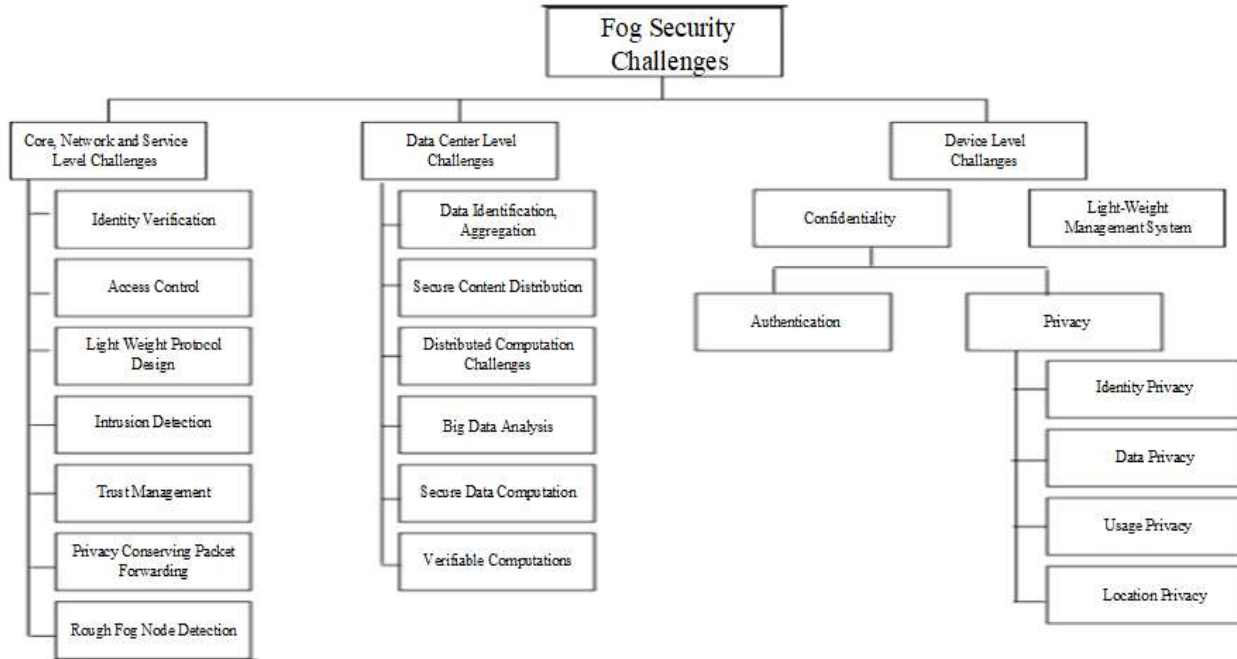 Fog Security
Challenges
Core, Network and Service
Level Challenges
Identity Verification
Access Control
Light Weight Protocol
Design
Intrusion Detection
Trust Management
Privacy Conserving Packet
Forwarding
Rough Fog Node Detection
Data Center Level
Challenges
Data Identification,
Aggregation
Secure Content Distribution
Distributed Computation
Challenges
Big Data Analysis
Secure Data Computation
Verifiable Computations
Device Level
Challanges
Confidentiality
Light-Weight
Management System
Authentication
Privacy
Identity Privacy
Data Privacy
Usage Privacy
Location Privacy